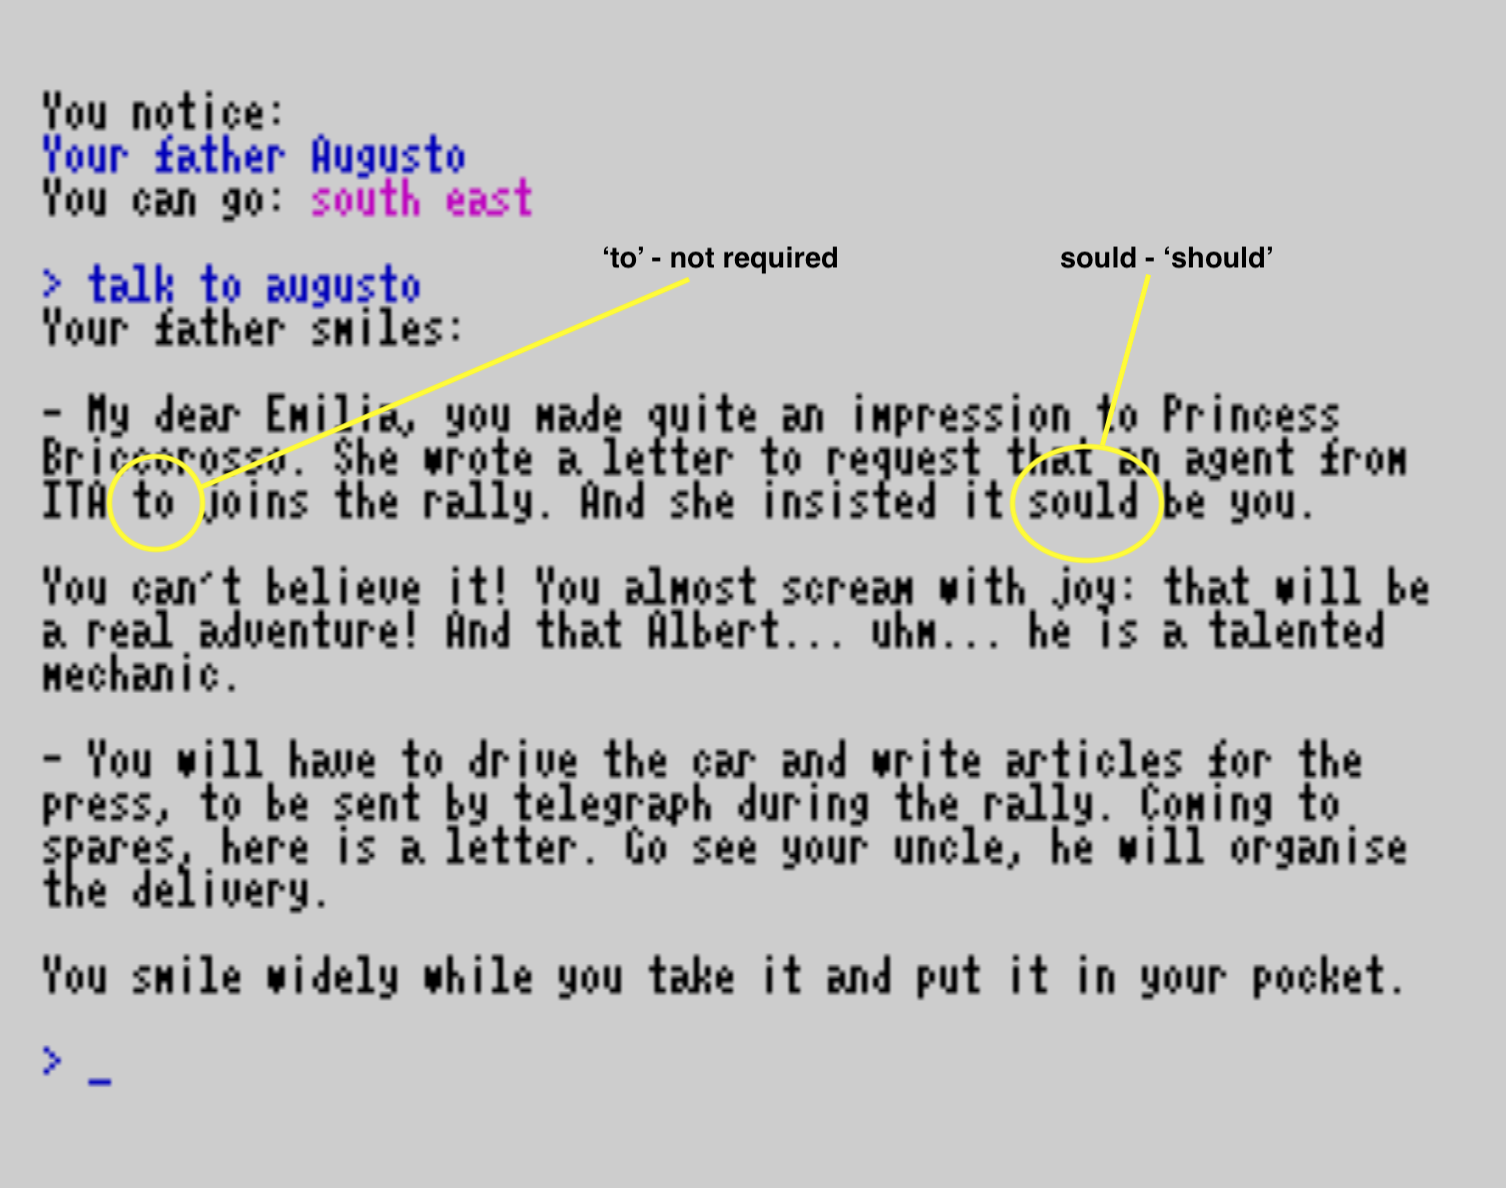 You notice:
Your father Augusto
You can go: south east
‘to’ - not required
sould - ‘should’
> talk to augusto
Your father smiles:
- My dear Emilia, you made quite an impression to Princess
Briccorosso. She wrote a letter to request that an agent from
ITA to joins the rally. And she insisted it sould be you.
You can't believe it! You almost scream with joy: that will be
a real adventure! And that Albert... uhm... he is a talented
mechanic.
- You will have to drive the car and write articles for the
press, to be sent by telegraph during the rally. Coming to
spares, here is a letter. Go see your uncle, he will organise
the delivery.
You smile widely while you take it and put it in your pocket.
> _